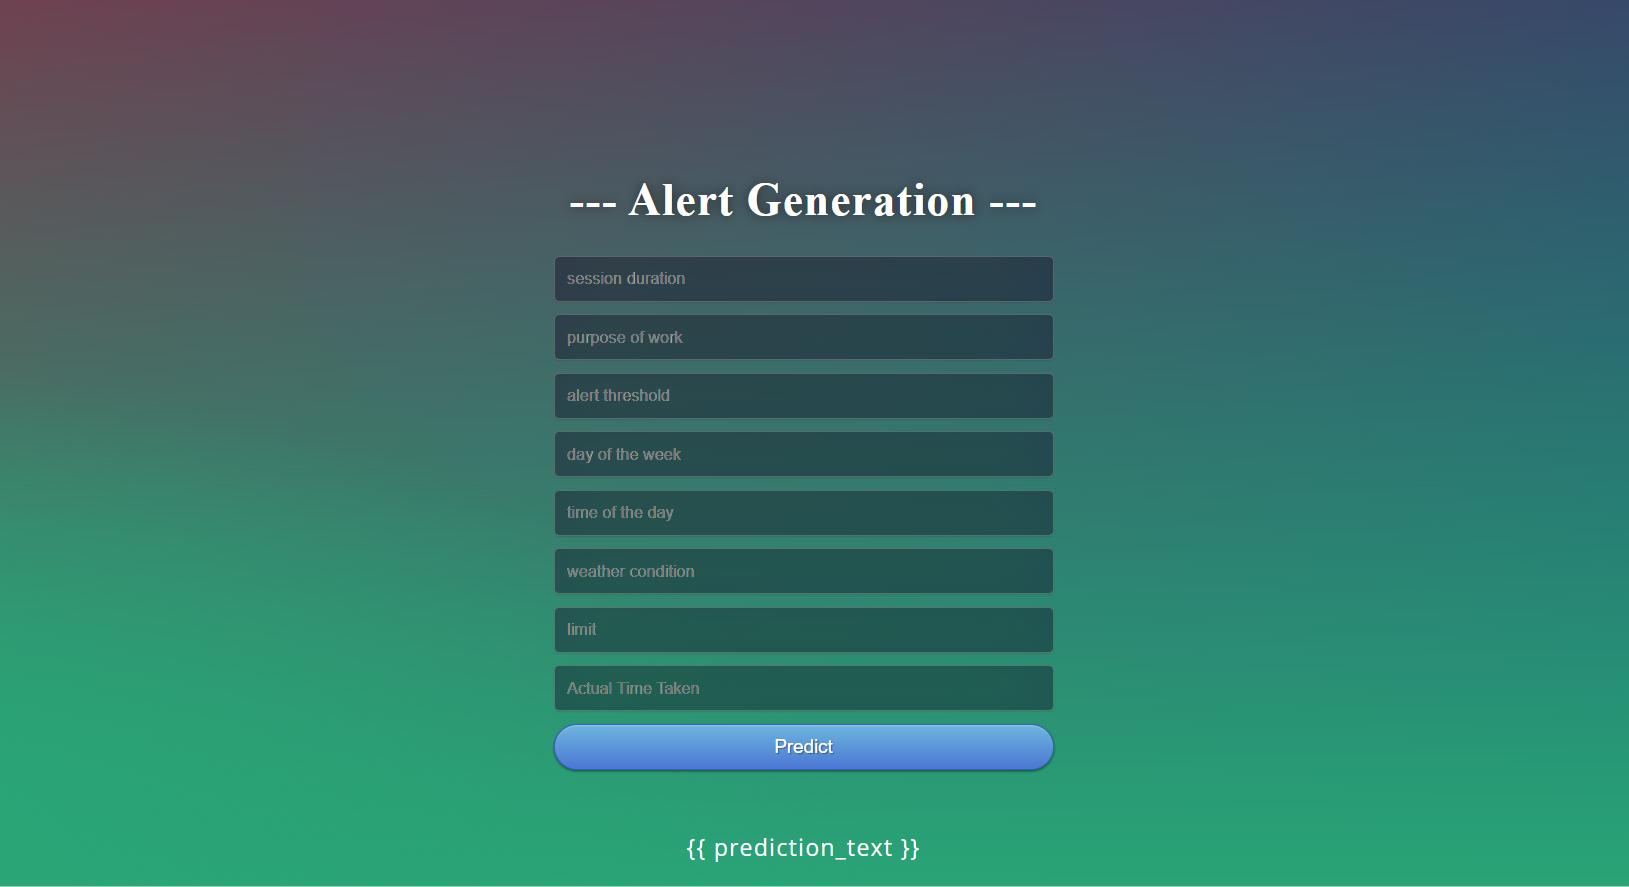 --- Alert Generation ---
session duration
purpose of work
alert threshold
day of the week
time of the day
weather condition
limit
Actual Time Taken
Predict
{{ prediction_text }}